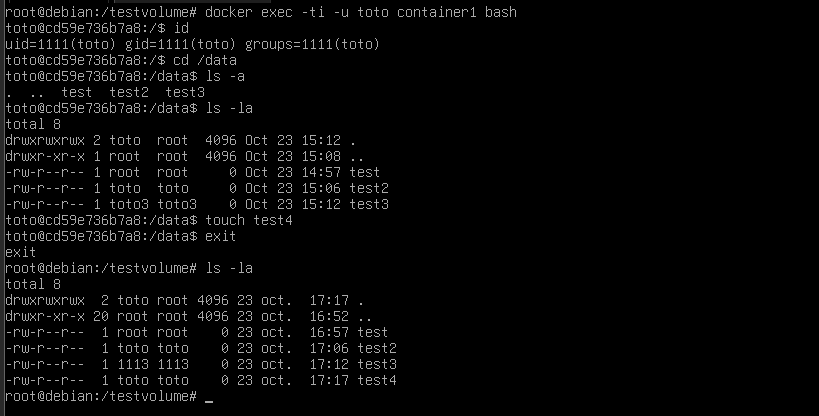 root@debian:/testvolume# docker exec -ti -u toto container1 bash
toto@cd59e736b7a8:/$ id
uid=1111(toto) gid=1111(toto) groups=1111(toto)
toto@cd59e736b7a8:/$ cd /data
toto@cd59e736b7a8:/data$ ls -a
.  ..  test  test2  test3
toto@cd59e736b7a8:/data$ ls -la
total 8
drwxrwxrwx 2 toto  root  4096 Oct 23 15:12 .
drwxr-xr-x 1 root  root  4096 Oct 23 15:08 ..
-rw-r--r-- 1 root  root     0 Oct 23 14:57 test
-rw-r--r-- 1 toto  toto     0 Oct 23 15:06 test2
-rw-r--r-- 1 toto3 toto3    0 Oct 23 15:12 test3
toto@cd59e736b7a8:/data$ touch test4
toto@cd59e736b7a8:/data$ exit
exit
root@debian:/testvolume# ls -la
total 8
drwxrwxrwx  2 toto root 4096 23 oct.  17:17 .
drwxr-xr-x 20 root root 4096 23 oct.  16:52 ..
-rw-r--r--  1 root root    0 23 oct.  16:57 test
-rw-r--r--  1 toto toto    0 23 oct.  17:06 test2
-rw-r--r--  1 1113 1113    0 23 oct.  17:12 test3
-rw-r--r--  1 toto toto    0 23 oct.  17:17 test4
root@debian:/testvolume# _